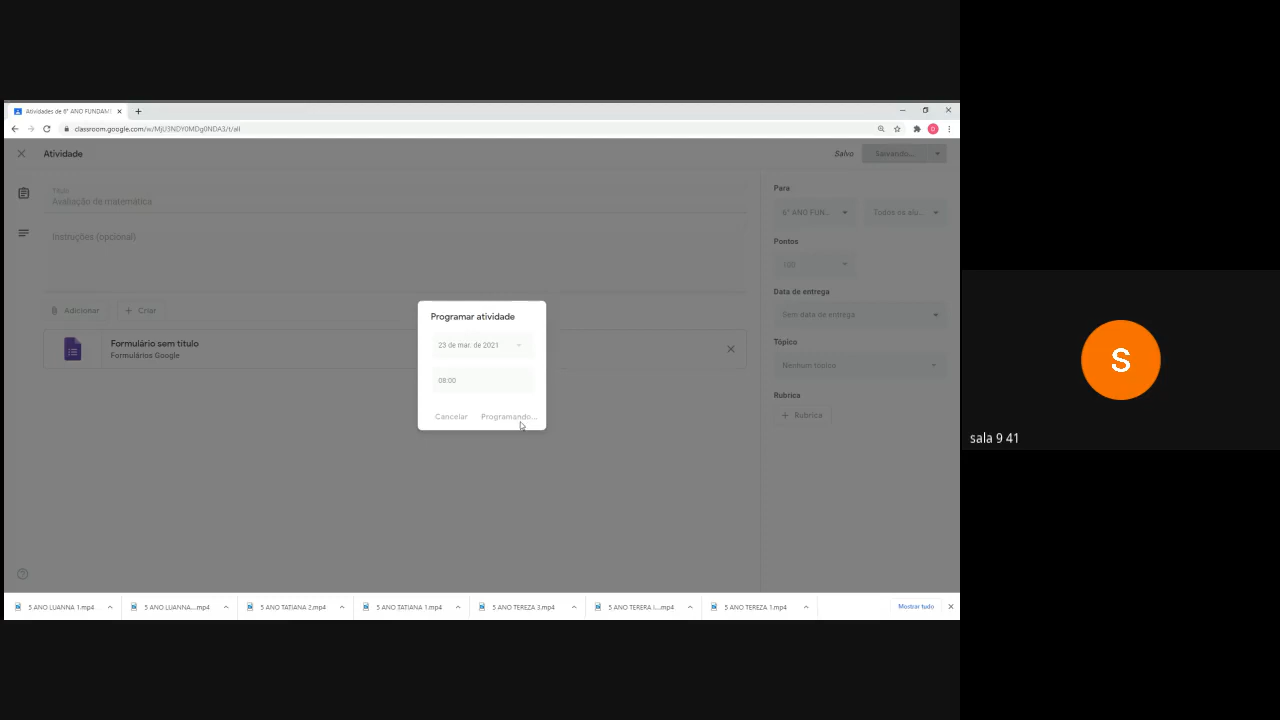 Atividades de 6° ANO FUNDAM
classroom.google.com/w/MjU3NDY0MDg0NDA3/t/all
Atividade
Salvo
Salvando...
Título
Avaliação da matemática
Instruções (opcional)
Adicionar
Criar
Formulário sem título
Formulários Google
Para
6° ANO FUN...
Todos os alu...
Pontos
100
Data de entrega
Sem data de entrega
Tópico
Nenhum tópico
Rubrica
+ Rubrica
Programar atividade
23 de mar. de 2021
08:00
Cancelar
Programando...
5 ANO LUANNA 1.mp4
5 ANO LUANNA....mp4
5 ANO TATIANA 2.mp4
5 ANO TATIANA 1.mp4
5 ANO TEREZA 3.mp4
5 ANO TERERA i....mp4
5 ANO TEREZA 1.mp4
Mostrar tudo
S
sala 9 41